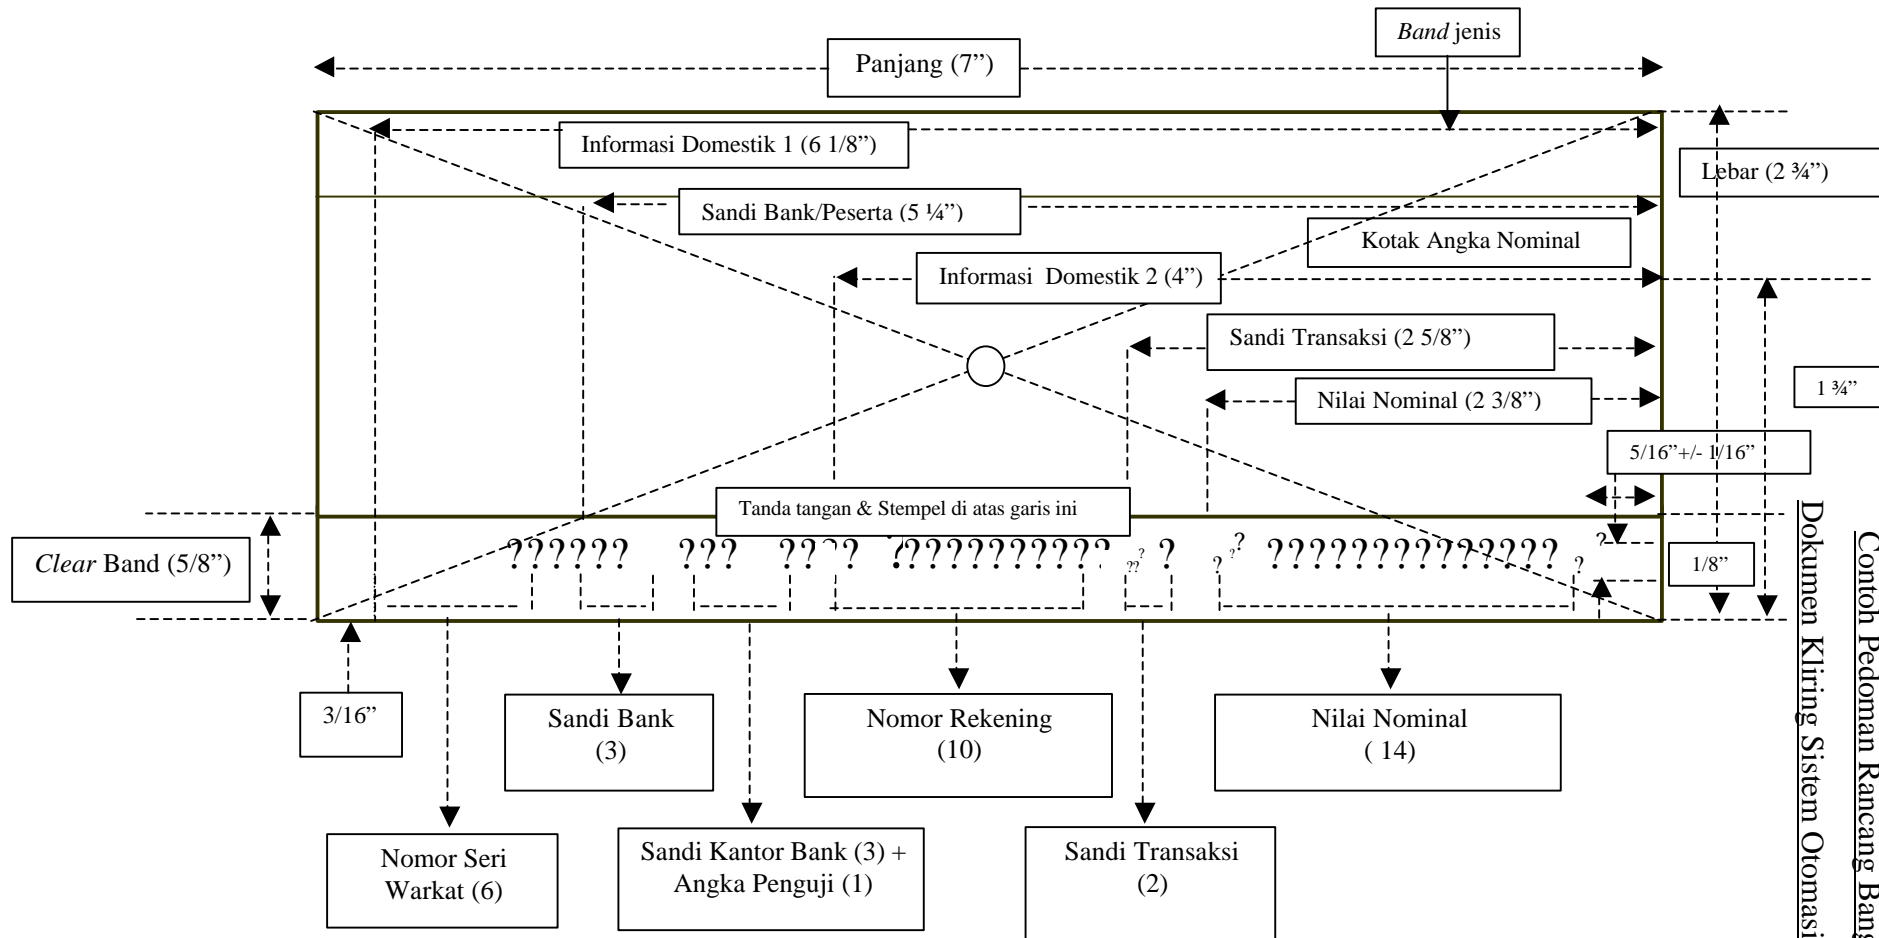 Band jenis
Panjang (7”)
Informasi Domestik 1 (6 1/8”)
Lebar (2 ¾”)
Sandi Bank/Peserta (5 ¼”)
Kotak Angka Nominal
Informasi Domestik 2 (4”)
Sandi Transaksi (2 5/8”)
1 ¾”
Nilai Nominal (2 3/8”)
5/16”+/- 1/16”
Tanda tangan & Stempel di atas garis ini
Clear Band (5/8”)
?????? ??? ???? ?????????? ??? ? ? ? ? ?????????????? ? ?
1/8”
3/16”
Sandi Bank
(3)
Nomor Rekening
(10)
Nilai Nominal
( 14)
Nomor Seri
Warkat (6)
Sandi Kantor Bank (3) +
Angka Penguji (1)
Sandi Transaksi
(2)
Contoh Pedoman Rancang Bang
Dokumen Kliring Sistem Otomasi